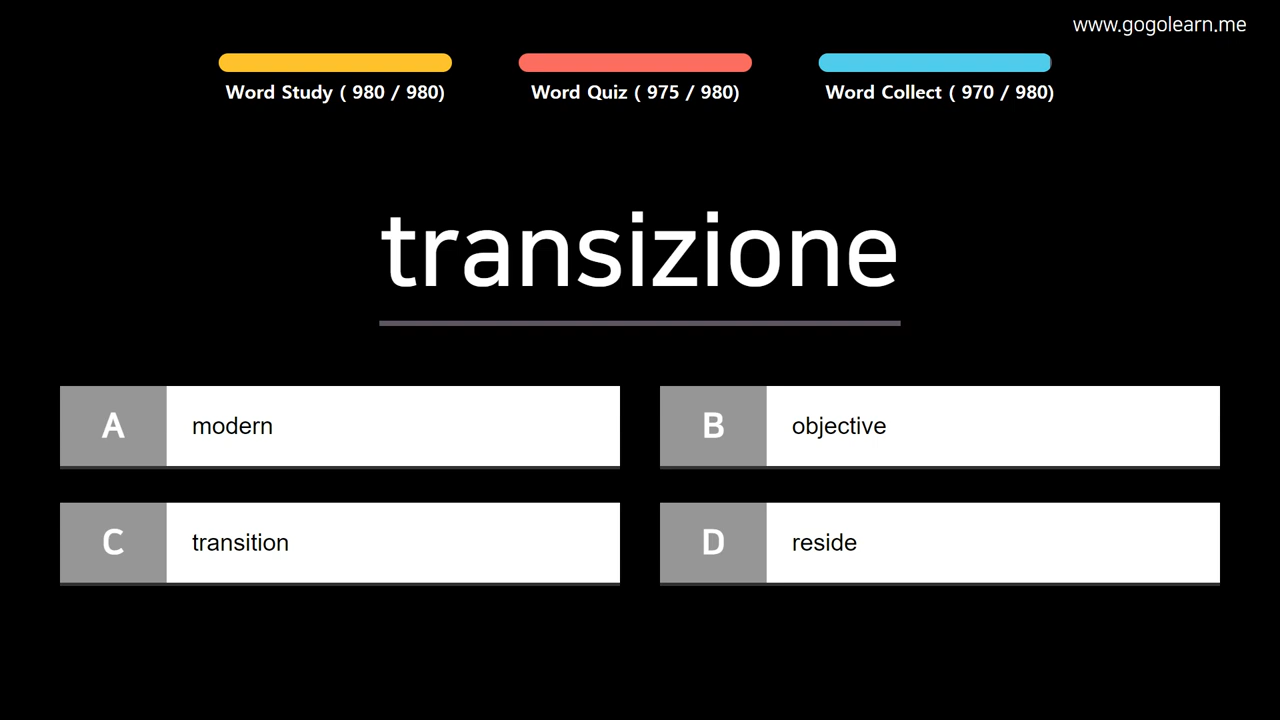 www.gogolearn.me
Word Study ( 980 / 980)
Word Quiz ( 975 / 980)
Word Collect ( 970 / 980)
transizione
A modern
B objective
C transition
D reside